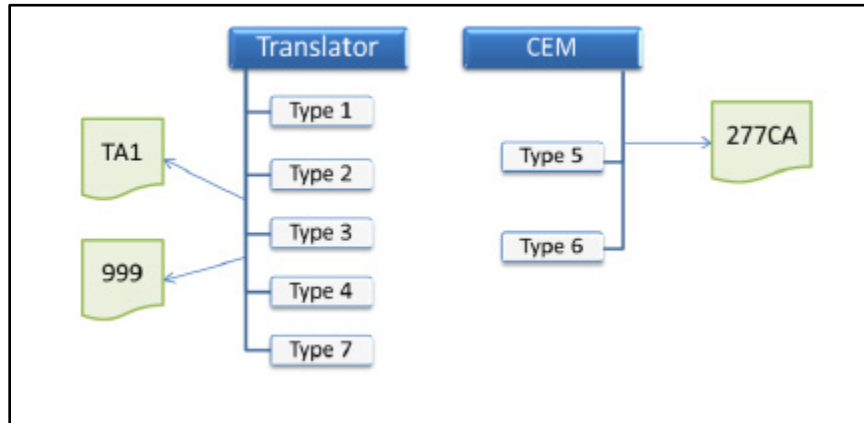 Translator
CEM
Type 1
TA1
277CA
Type 5
Type 2
Type 3
Type 6
999
Type 4
Type 7